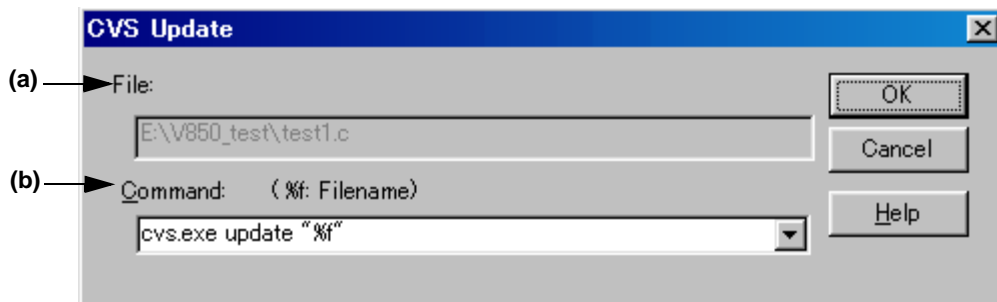 CVS Update
(a) File:
E:\V850_test\test1.c
(b) Command: ( %f: Filename)
cvs.exe update "%f"
OK
Cancel
Help